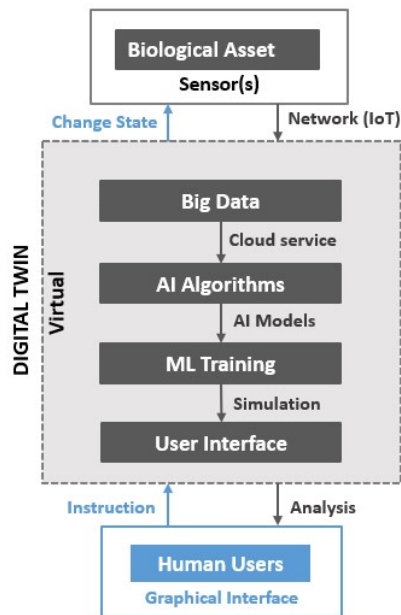 Biological Asset
Sensor(s)
Change State
Network (IoT)
DIGITAL TWIN
Virtual
Big Data
Cloud service
AI Algorithms
AI Models
ML Training
Simulation
User Interface
Instruction
Analysis
Human Users
Graphical Interface